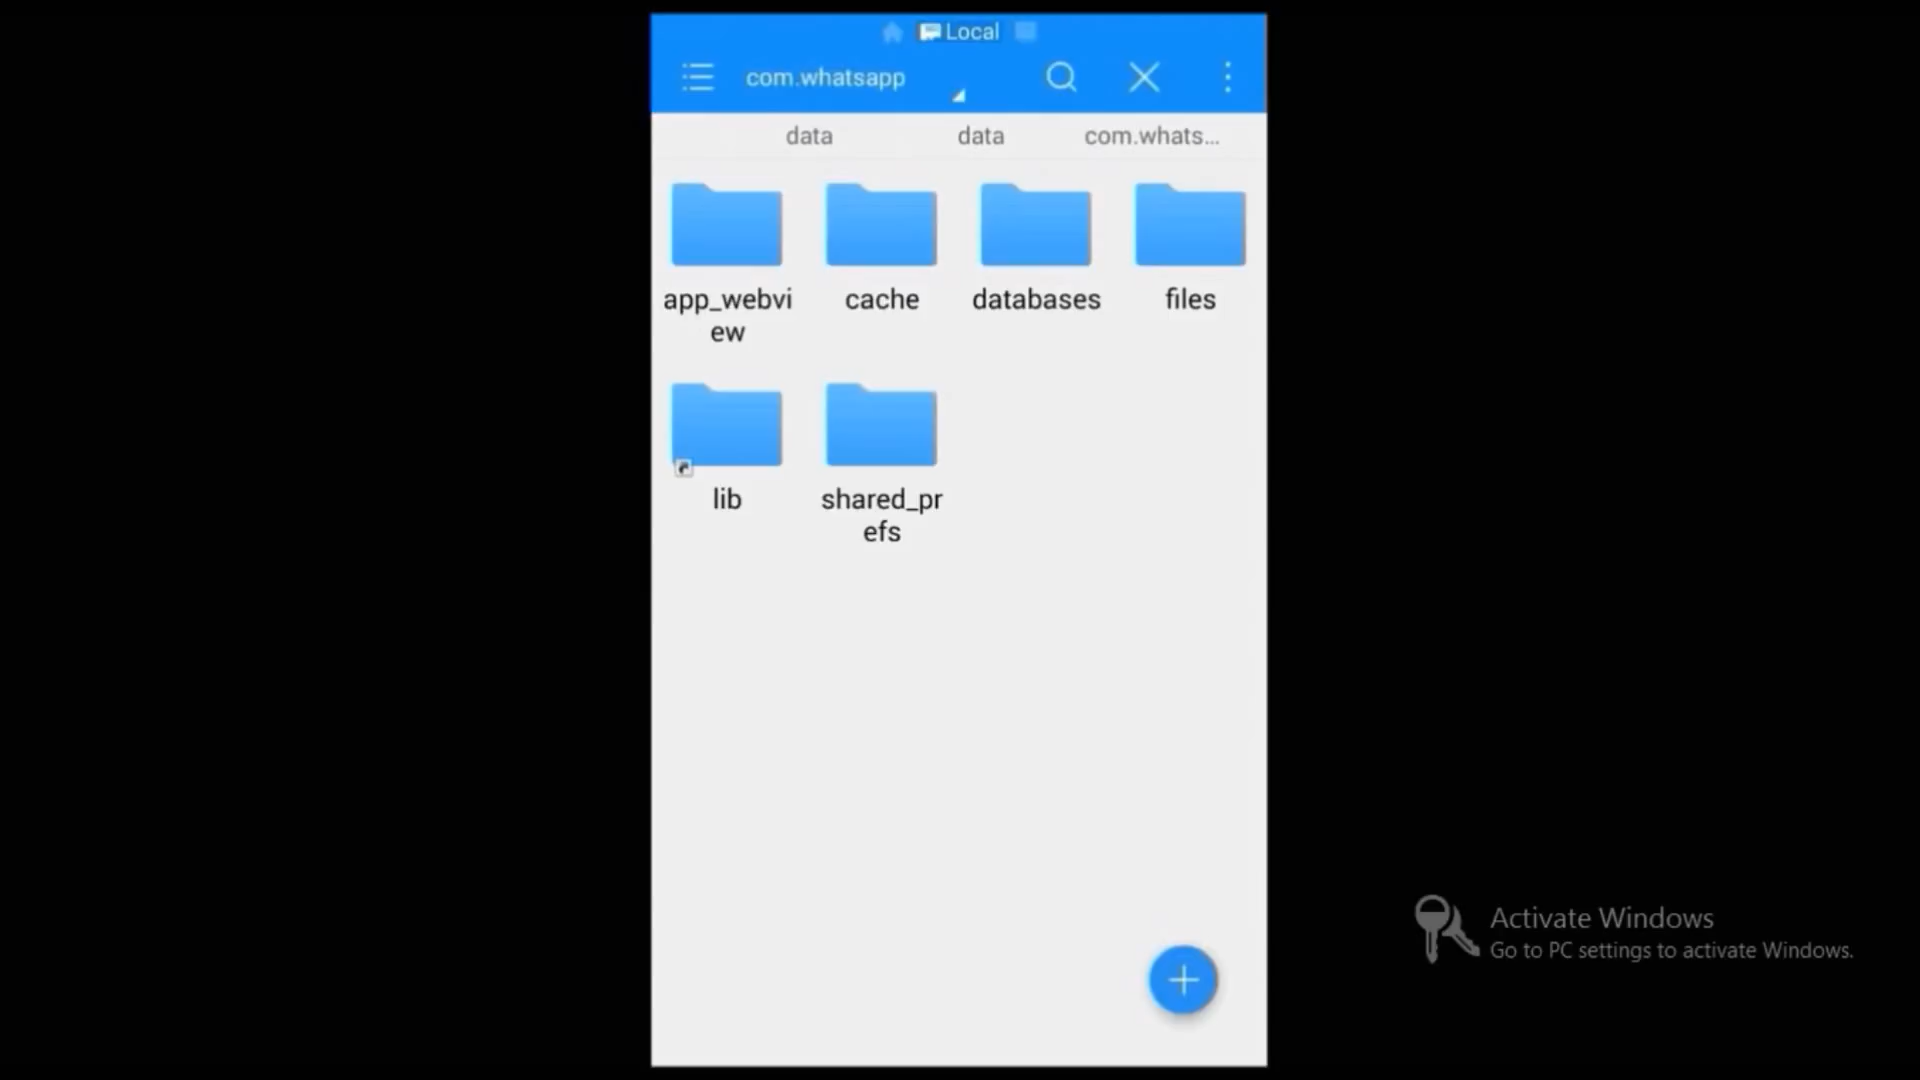 Local
com.whatsapp
data data com.whats...
app_webvi
ew
cache
databases
files
lib
shared_pr
efs
Activate Windows
Go to PC settings to activate Windows.